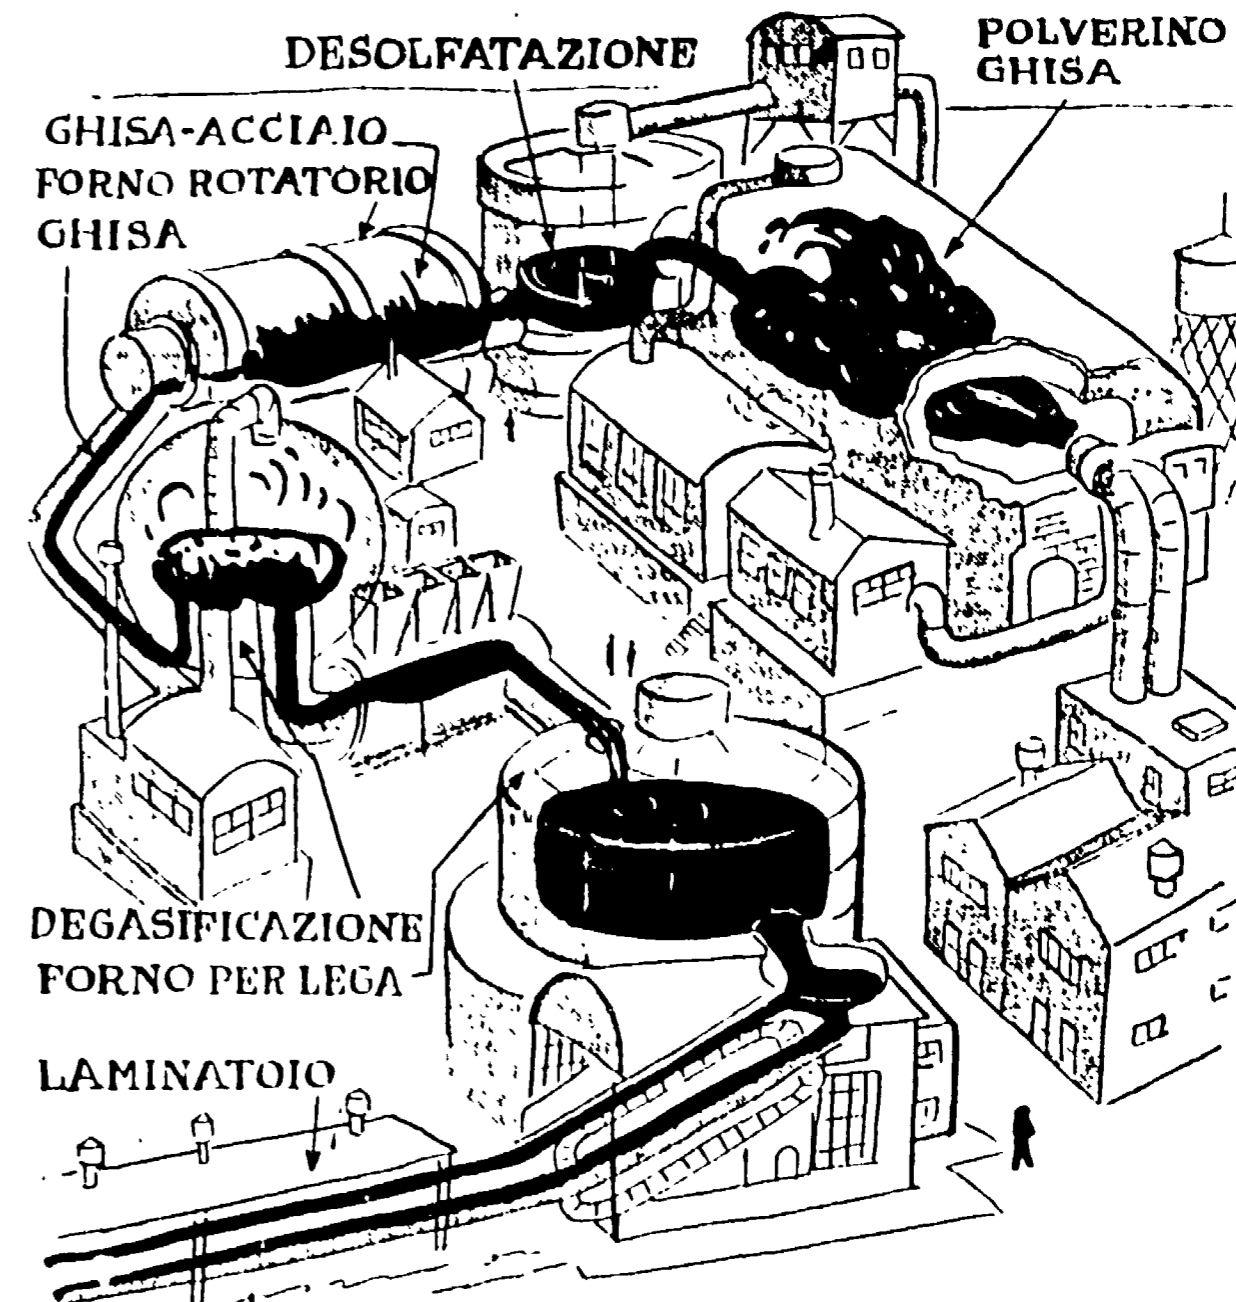 DESOLFATAZIONE
POLVERINO
GHISA
GHISA-ACCIAIO
FORNO ROTATORIO
GHISA
DEGASIFICAZIONE
FORNO PER LEGA
LAMINATOIO